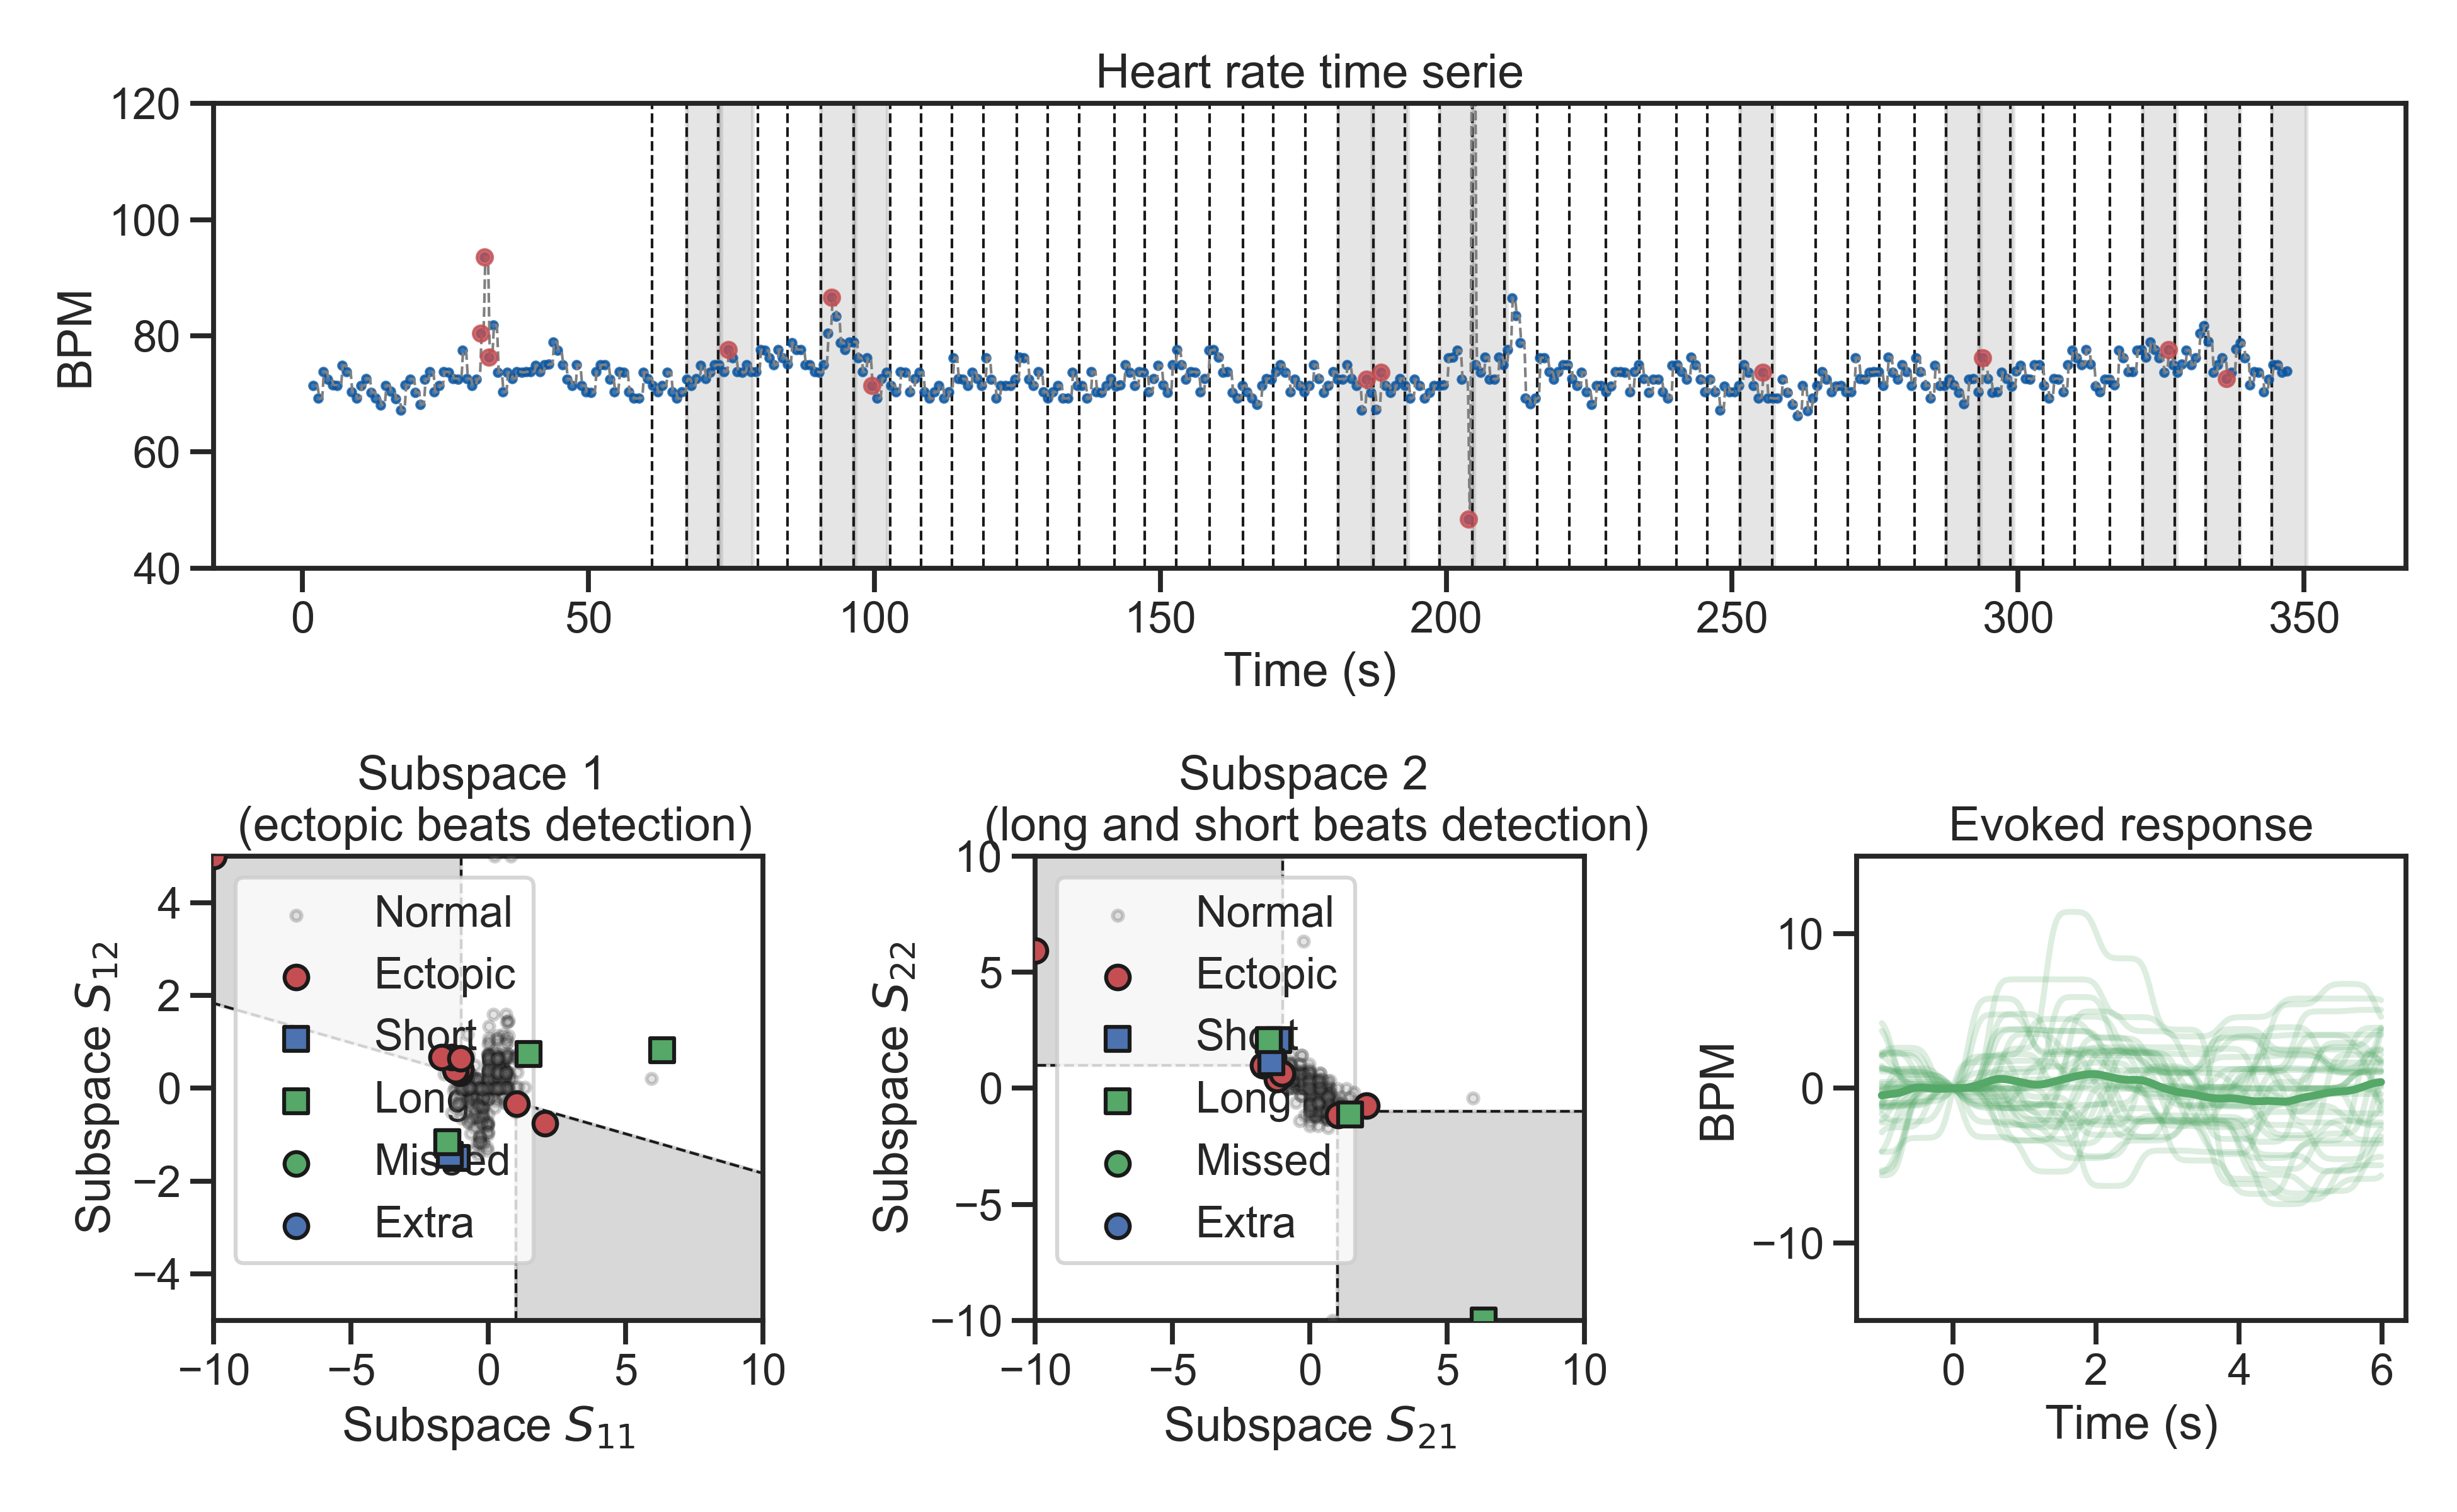 Heart rate time serie
120
100
80
60
40
BPM
0 50 100 150 200 250 300 350
Time (s)
Subspace 1
(ectopic beats detection)
4
2
0
−2
−4
Subspace S12
Normal
Ectopic
Short
Long
Missed
Extra
−10 −5 0 5 10
Subspace S11
Subspace 2
(long and short beats detection)
10
5
0
−5
−10
Subspace S22
Normal
Ectopic
Short
Long
Missed
Extra
−10 −5 0 5 10
Subspace S21
Evoked response
10
0
−10
BPM
0 2 4 6
Time (s)